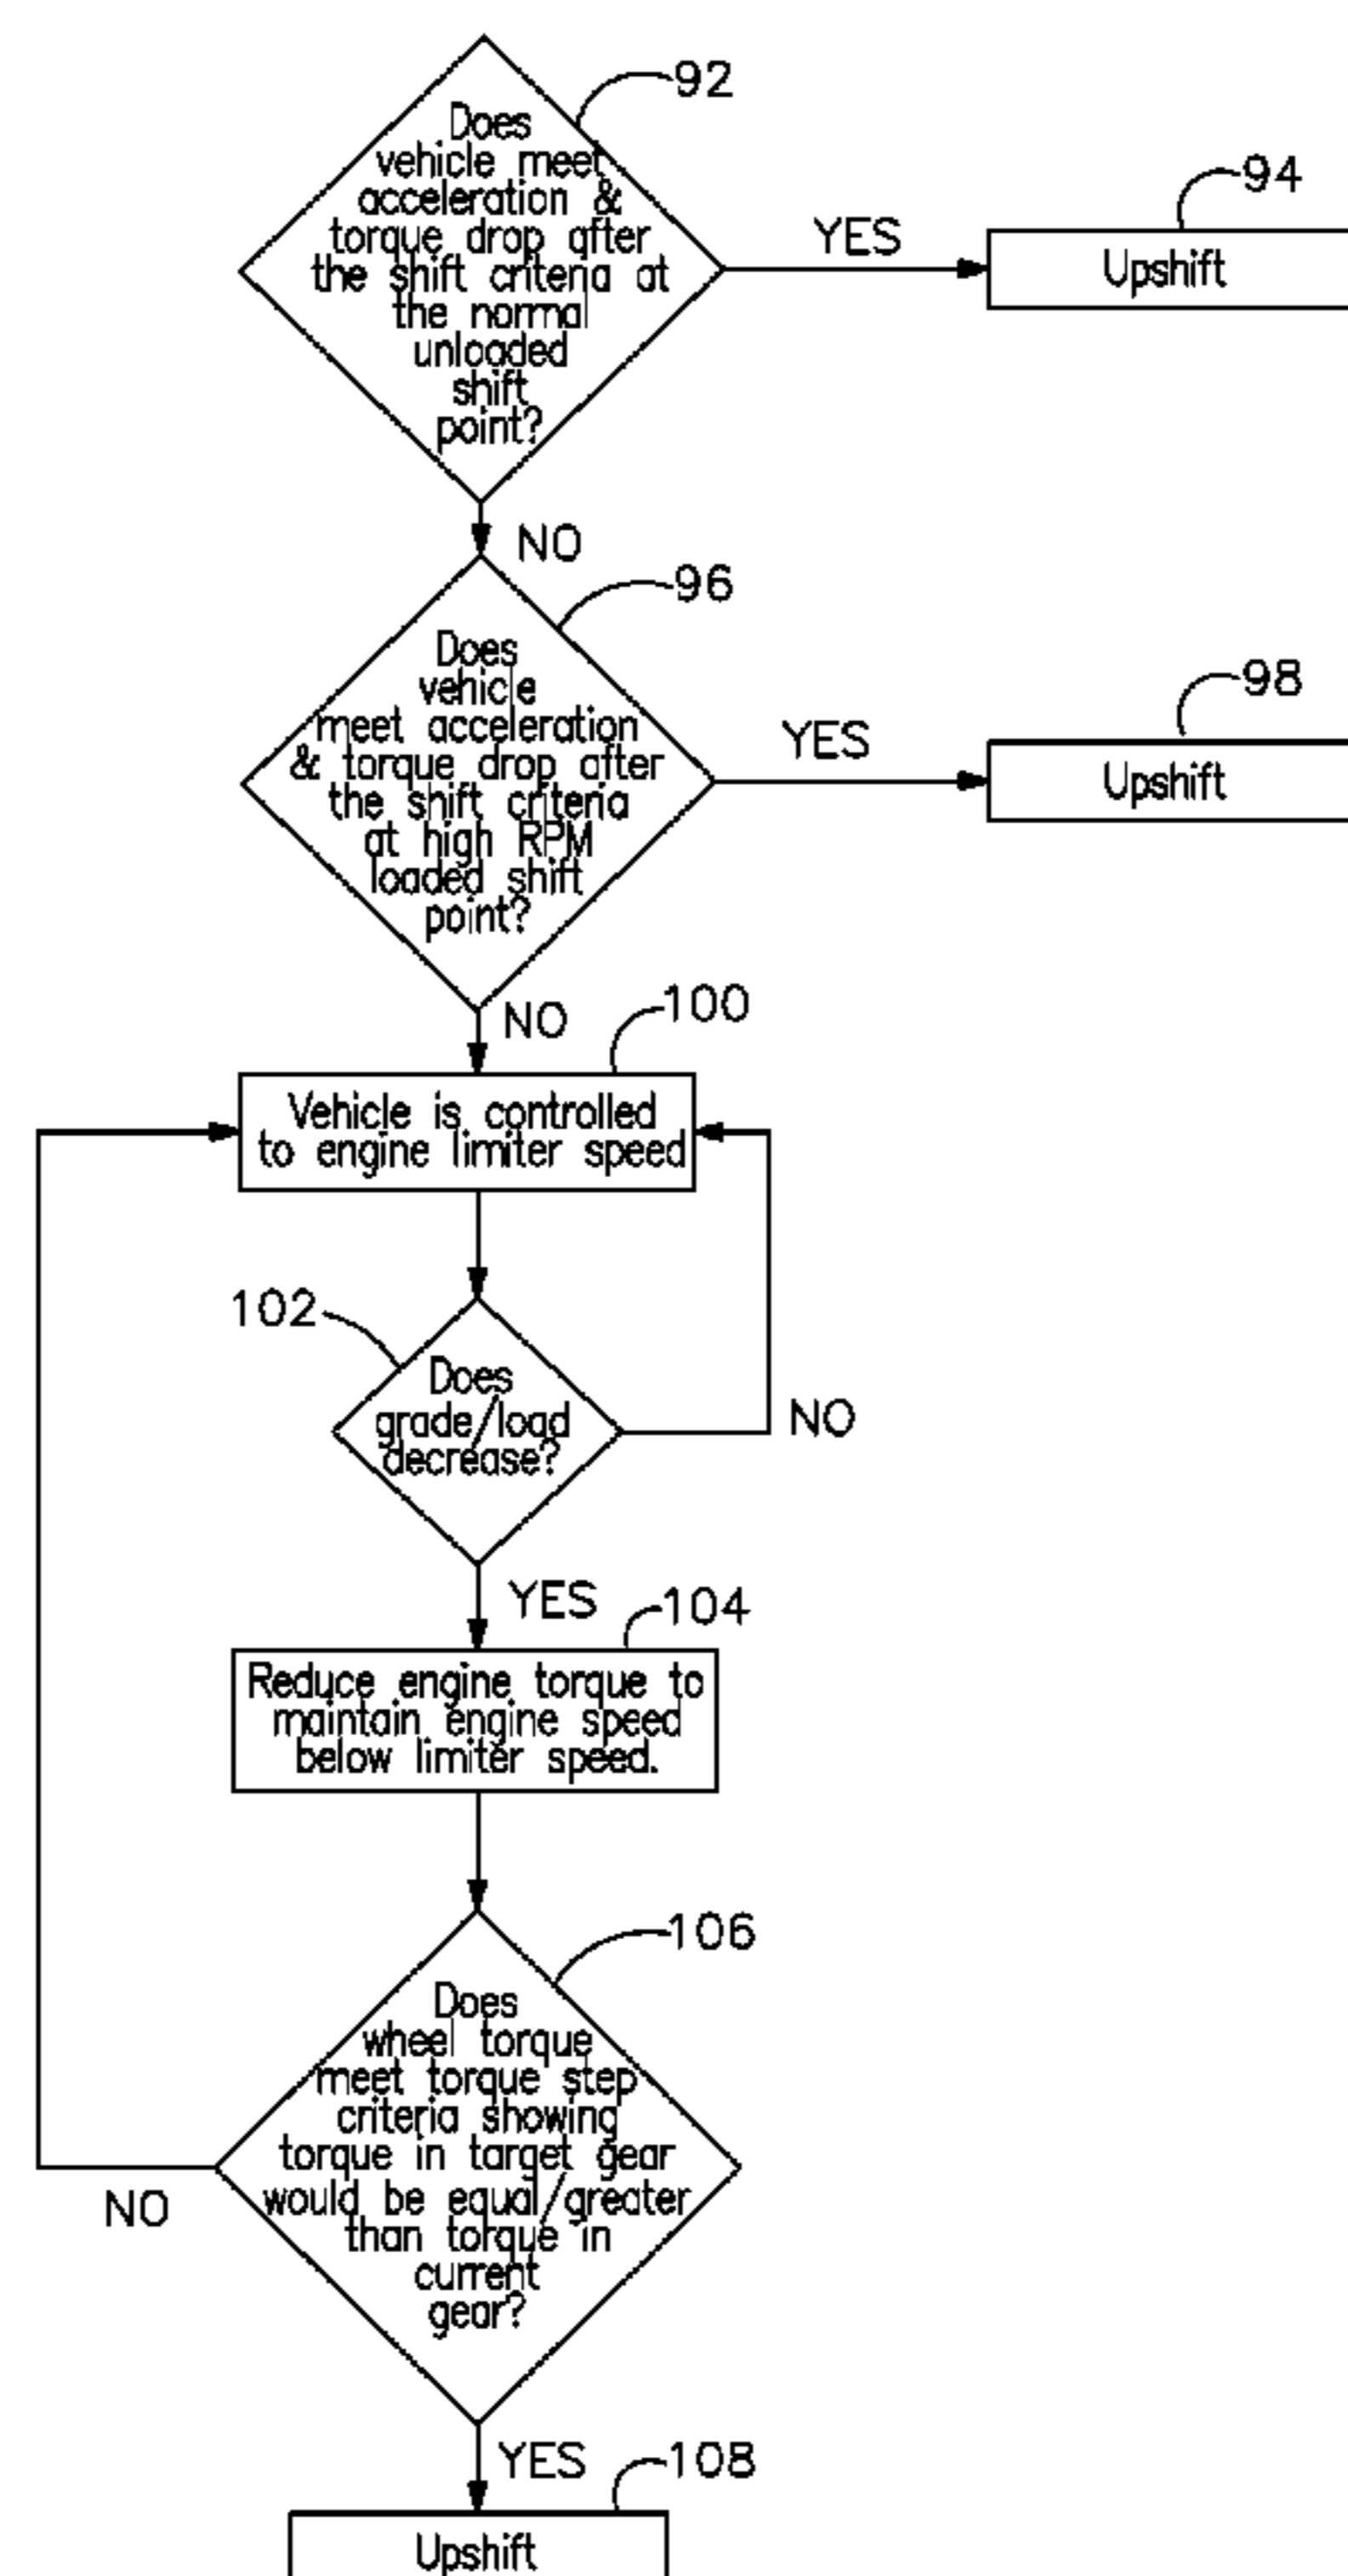 92
Does
vehicle meet
acceleration &
torque drop after
the shift criteria at
the normal
unloaded
shift
point?
YES
94
Upshift
NO
96
Does
vehicle
meet acceleration
& torque drop after
the shift criteria
at high RPM
loaded shift
point?
YES
98
Upshift
NO
100
Vehicle is controlled
to engine limiter speed
102
Does
grade/load
decrease?
NO
YES
104
Reduce engine torque to
maintain engine speed
below limiter speed.
106
Does
wheel torque
meet torque step
criteria showing
torque in target gear
would be equal/greater
than torque in
current
gear?
NO
YES
108
Upshift